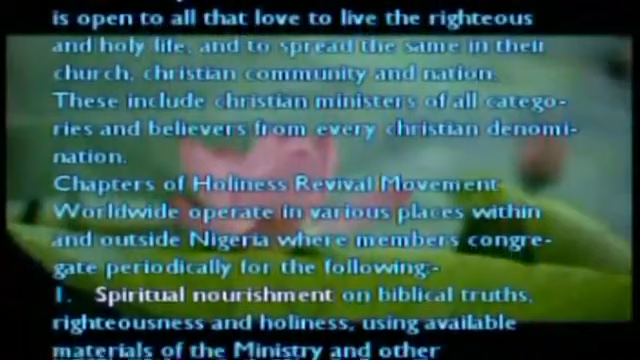 is open to all that love to live the righteous
and holy life, and to spread the same in their
church, christian community and nation.
These include christian ministers of all catego-
ries and believers from every christian denomi-
nation.
Chapters of Holiness Revival Movement
Worldwide operate in various places within
and outside Nigeria where members congre-
gate periodically for the following:-
1. Spiritual nourishment on biblical truths,
righteousness and holiness, using available
materials of the Ministry and other